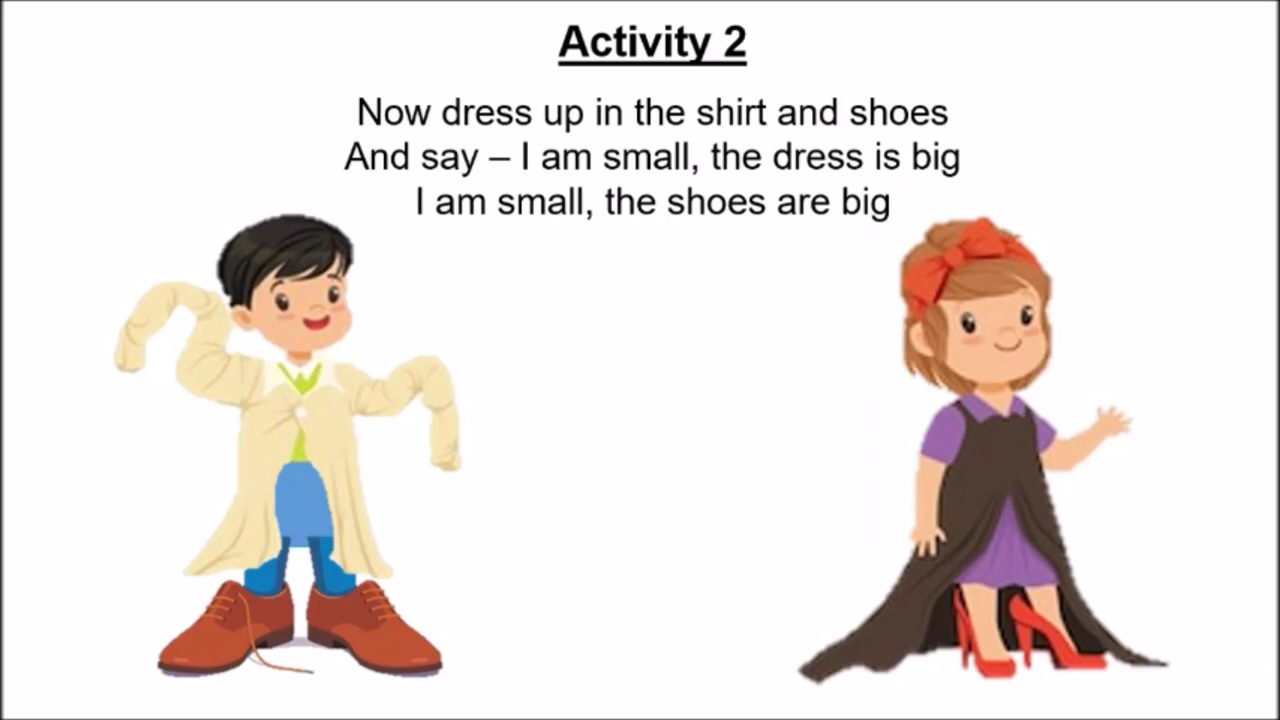 Activity 2
Now dress up in the shirt and shoes
And say – I am small, the dress is big
I am small, the shoes are big